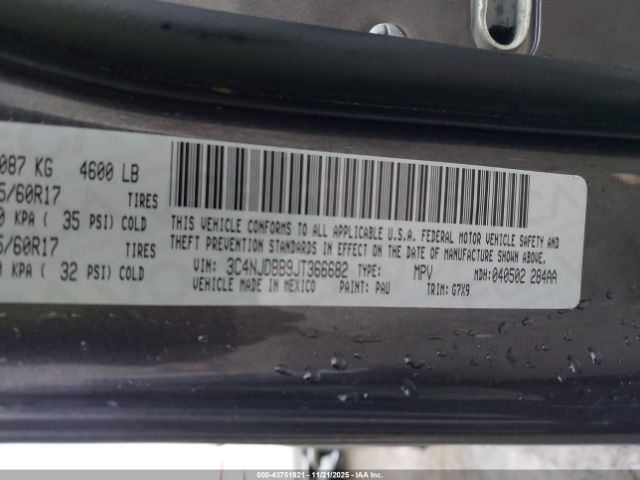 087 KG 4600 LB
/60R17 TIRES
KPA ( 35 PSI) COLD
/60R17 TIRES
KPA ( 32 PSI) COLD
THIS VEHICLE CONFORMS TO ALL APPLICABLE U.S.A. FEDERAL MOTOR VEHICLE SAFETY AND
THEFT PREVENTION STANDARDS IN EFFECT ON THE DATE OF MANUFACTURE SHOWN ABOVE.
VIN: 3C4NJDBB9JT366682 TYPE: MPV MDH:040502 284AA
VEHICLE MADE IN MEXICO PAINT: PAU TRIM: G7X9
000-43751921 | 11/21/2025 | IAA Inc.